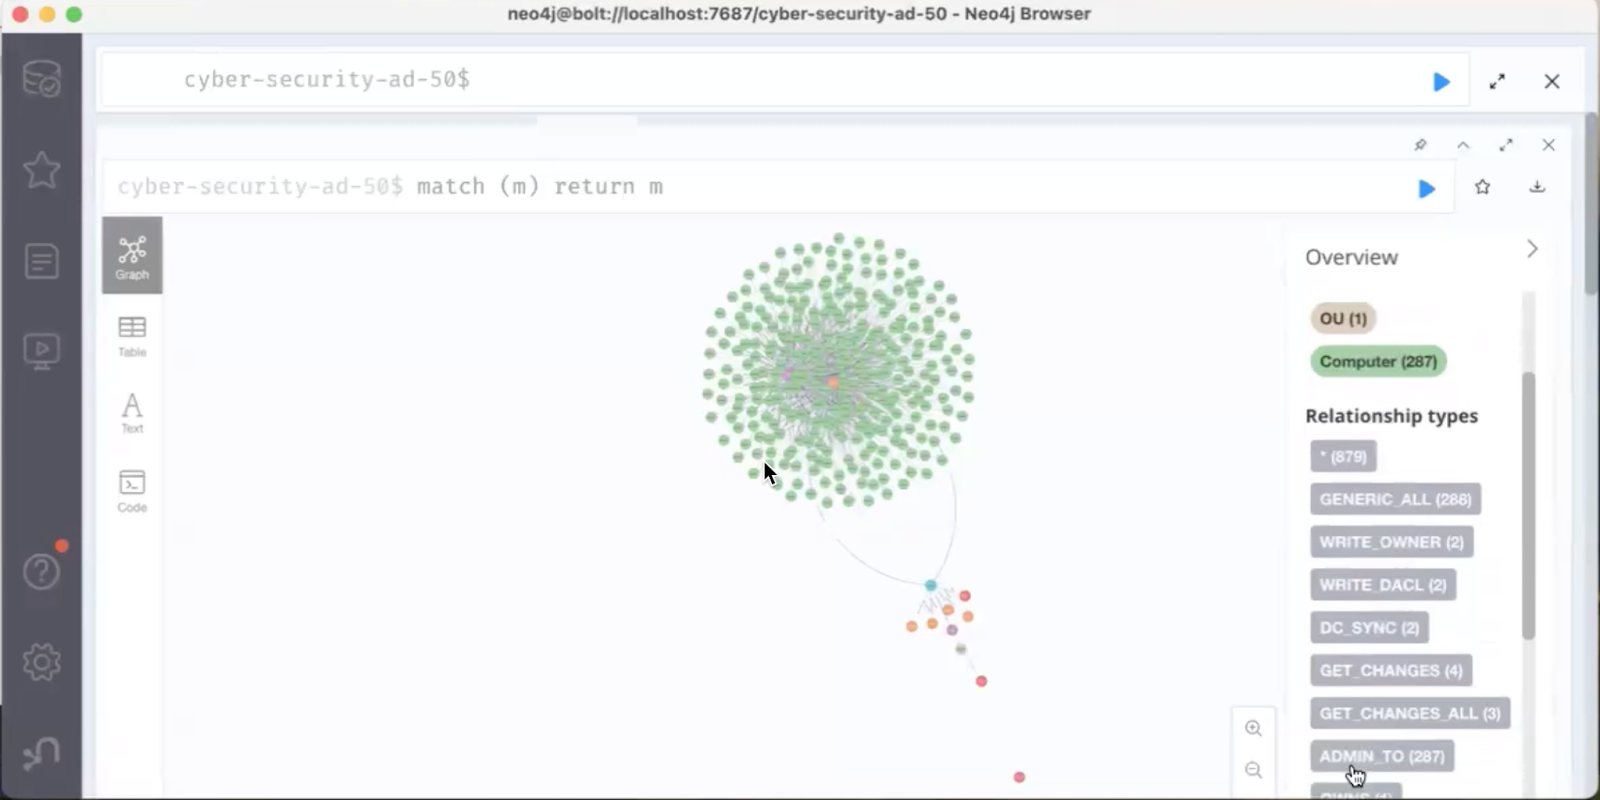 neo4j@bolt://localhost:7687/cyber-security-ad-50 - Neo4j Browser
cyber-security-ad-50$
cyber-security-ad-50$ match (m) return m
Graph
Table
Text
Code
Overview
OU (1)
Computer (287)
Relationship types
* (879)
GENERIC_ALL (288)
WRITE_OWNER (2)
WRITE_DACL (2)
DC_SYNC (2)
GET_CHANGES (4)
GET_CHANGES_ALL (3)
ADMIN_TO (287)